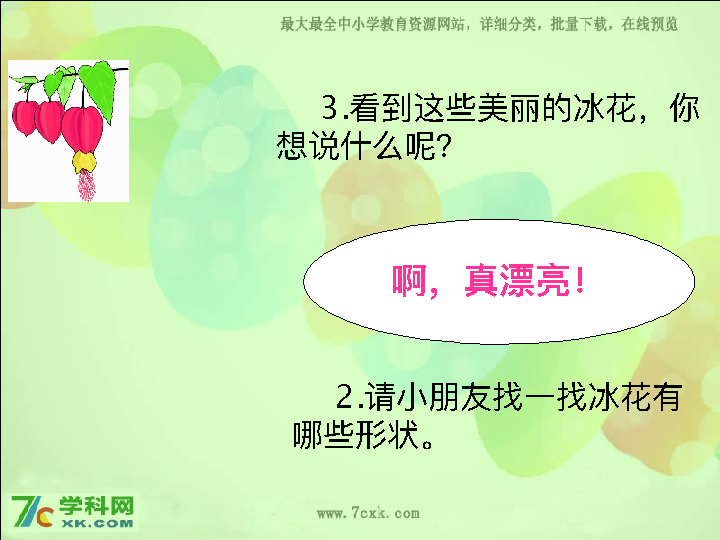 最大最全中小学教育资源网站，详细分类，批量下载，在线预览
3.看到这些美丽的冰花，你
想说什么呢？
啊，真漂亮！
2.请小朋友找一找冰花有
哪些形状。
7c 学科网
XK.COM
www.7cxk.com